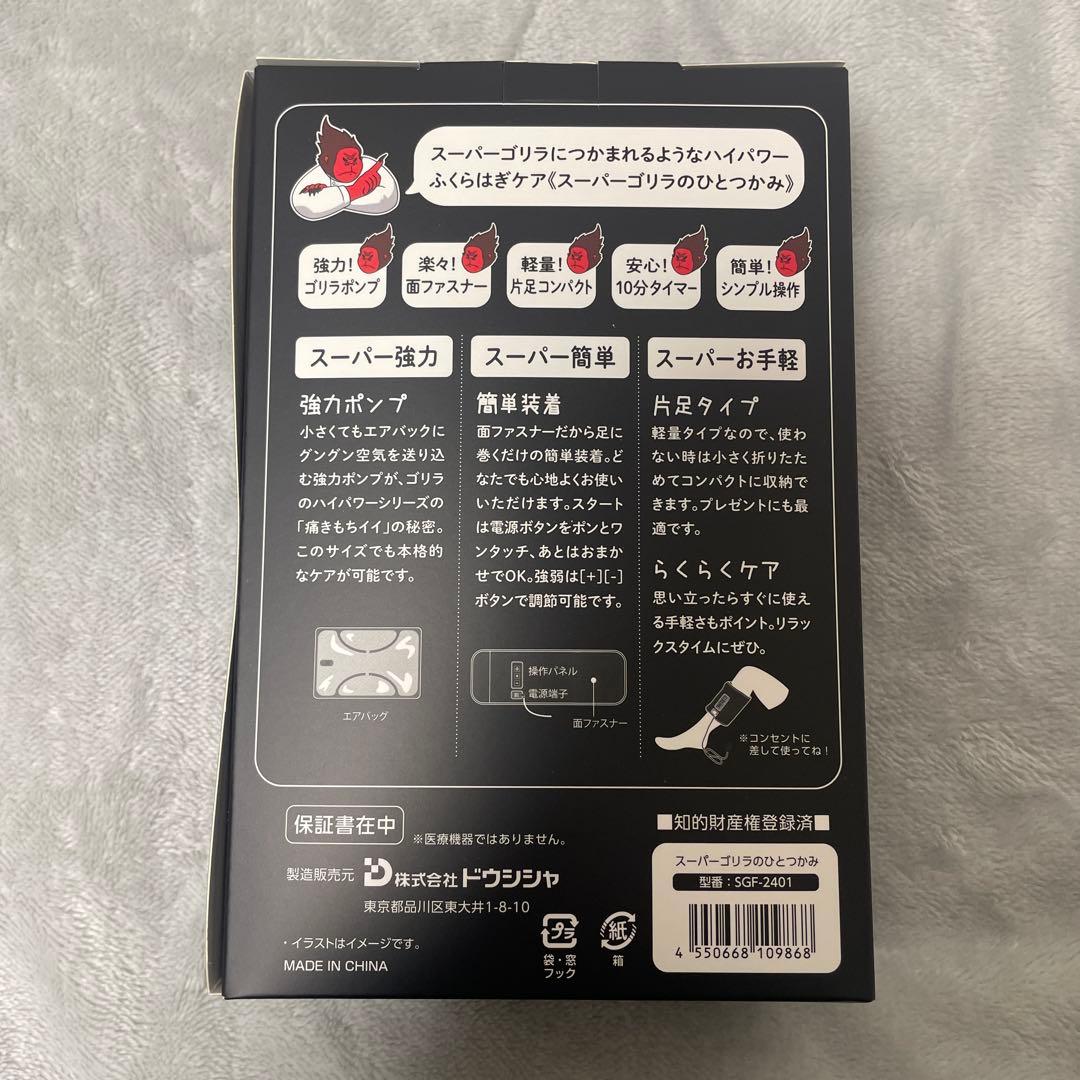 スーパーゴリラにつかまれるようなハイパワー
ふくらはぎケア《スーパーゴリラのひとつかみ》
強力!
ゴリラポンプ
楽々!
面ファスナー
軽量!
片足コンパクト
安心!
10分タイマー
簡単!
シンプル操作
スーパー強力
強力ポンプ
小さくてもエアバックに
グングン空気を送り込
む強力ポンプが、ゴリラ
のハイパワーシリーズの
「痛きもちイイ」の秘密。
このサイズでも本格的
なケアが可能です。
エアバッグ
スーパー簡単
簡単装着
面ファスナーだから足に
巻くだけの簡単装着。ど
なたでも心地よくお使い
いただけます。スタート
は電源ボタンをポンとワ
ンタッチ、あとはおまか
せでOK。強弱は[+][-]
ボタンで調節可能です。
操作パネル
電源端子
面ファスナー
スーパーお手軽
片足タイプ
軽量タイプなので、使わ
ない時は小さく折りたた
めてコンパクトに収納で
きます。プレゼントにも最
適です。
らくらくケア
思い立ったらすぐに使え
る手軽さもポイント。リラッ
クスタイムにぜひ。
※コンセントに
差して使ってね!
保証書在中
※医療機器ではありません。
製造販売元 株式会社ドウシシャ
東京都品川区東大井1-8-10
・イラストはイメージです。
MADE IN CHINA
プラ
袋・窓
フック
紙
箱
■知的財産権登録済■
スーパーゴリラのひとつかみ
型番：SGF-2401
4 550668 109868